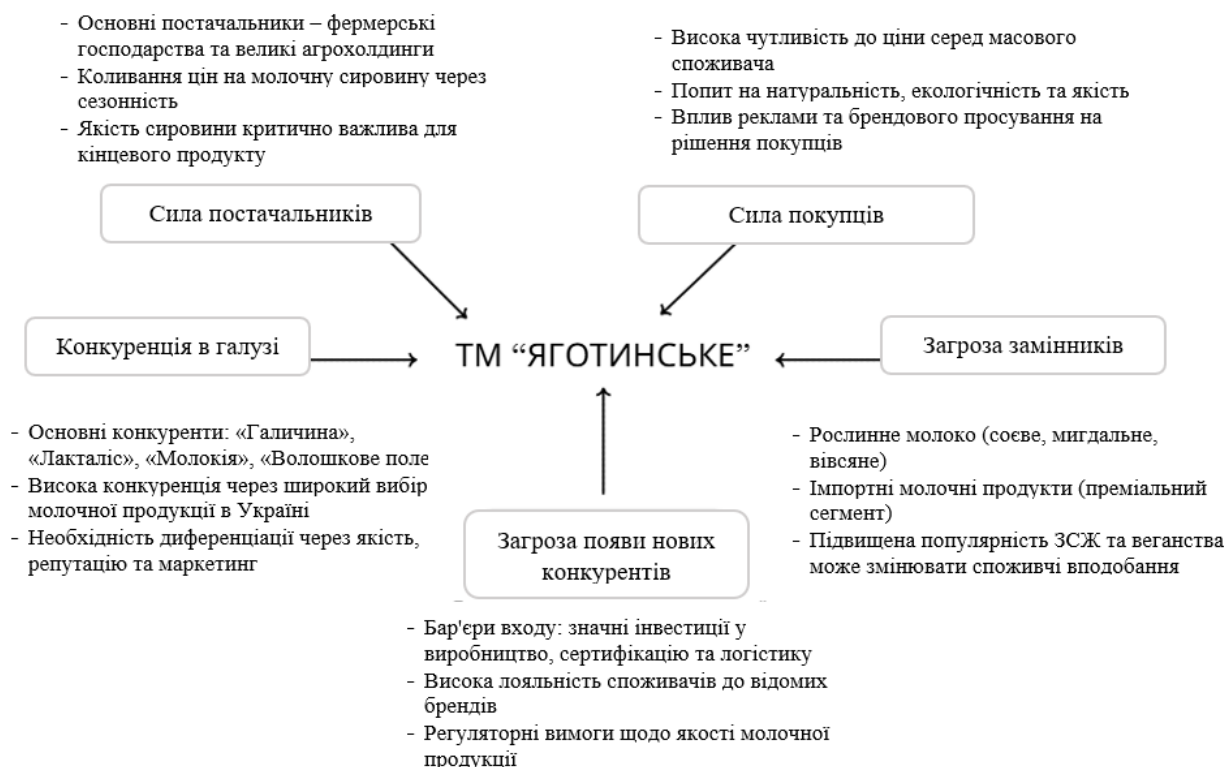 - Основні постачальники – фермерські
господарства та великі агрохолдинги
- Коливання цін на молочну сировину через
сезонність
- Якість сировини критично важлива для
кінцевого продукту
- Висока чутливість до ціни серед масового
споживача
- Попит на натуральність, екологічність та якість
- Вплив реклами та брендового просування на
рішення покупців
Сила постачальників
Сила покупців
Конкуренція в галузі
ТМ “ЯГОТИНСЬКЕ”
Загроза замінників
- Основні конкуренти: «Галичина»,
«Лакталіс», «Молокія», «Волошкове поле
- Висока конкуренція через широкий вибір
молочної продукції в Україні
- Необхідність диференціації через якість,
репутацію та маркетинг
- Рослинне молоко (соєве, мигдальне,
вівсяне)
- Імпортні молочні продукти (преміальний
сегмент)
- Підвищена популярність ЗСЖ та веганства
може змінювати споживчі вподобання
Загроза появи нових
конкурентів
- Бар'єри входу: значні інвестиції у
виробництво, сертифікацію та логістику
- Висока лояльність споживачів до відомих
брендів
- Регуляторні вимоги щодо якості молочної
продукції